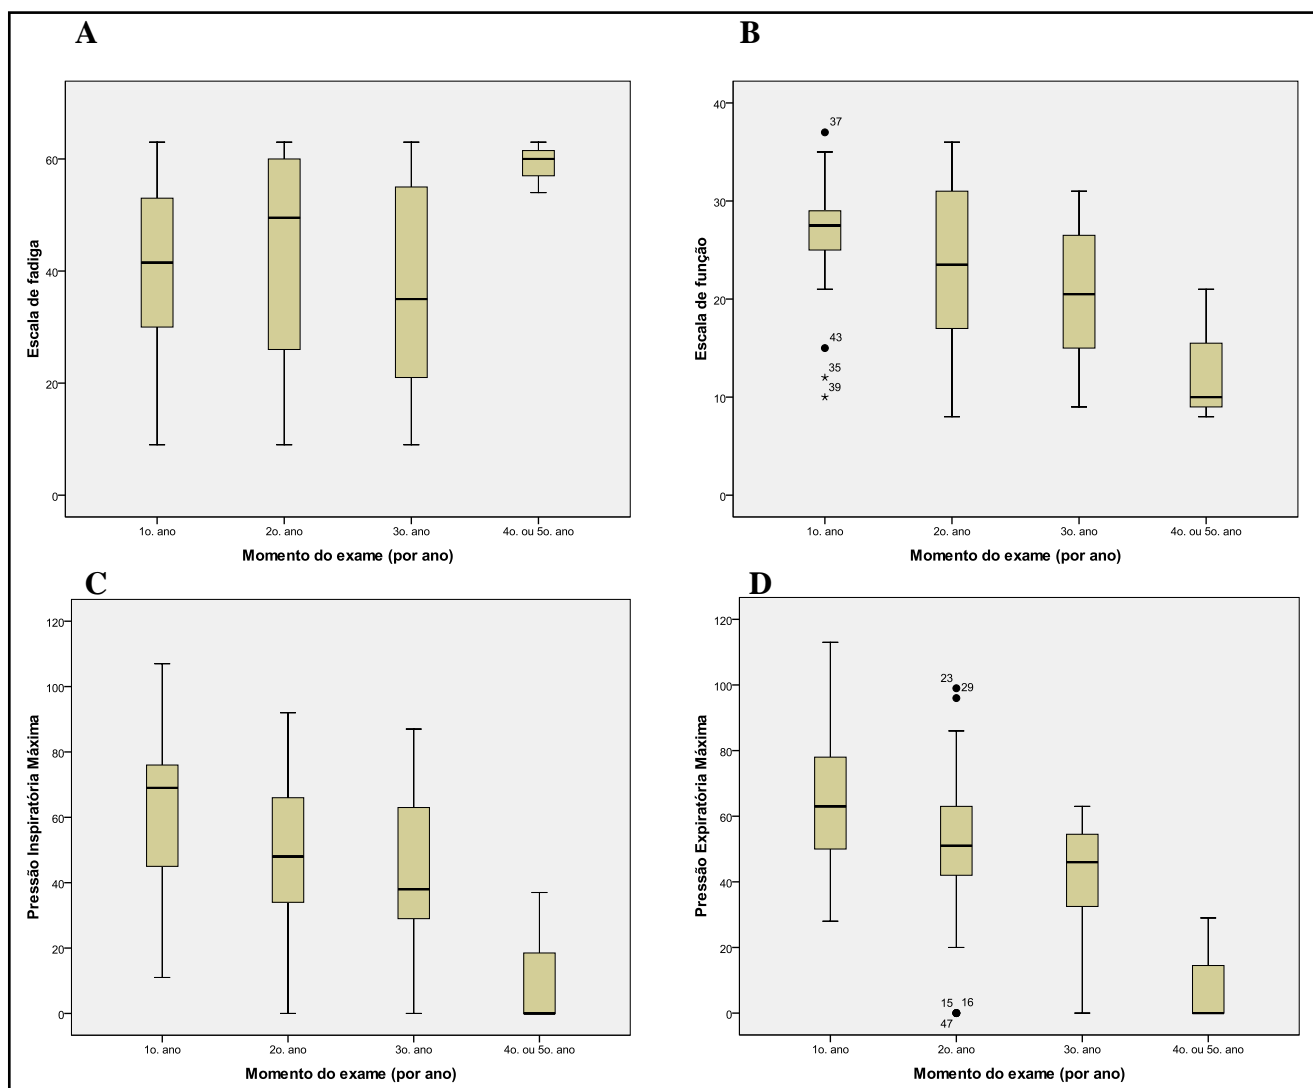 A
Escala de fadiga
60
40
20
0
1o. ano 2o. ano 3o. ano 4o. ou 5o. ano
Momento do exame (por ano)
B
Escala de função
40
30
20
10
0
37
43
35
39
1o. ano 2o. ano 3o. ano 4o. ou 5o. ano
Momento do exame (por ano)
C
Pressão Inspiratória Máxima
120
100
80
60
40
20
0
1o. ano 2o. ano 3o. ano 4o. ou 5o. ano
Momento do exame (por ano)
D
Pressão Expiratória Máxima
120
100
80
60
40
20
0
23 29
15 16
47
1o. ano 2o. ano 3o. ano 4o. ou 5o. ano
Momento do exame (por ano)